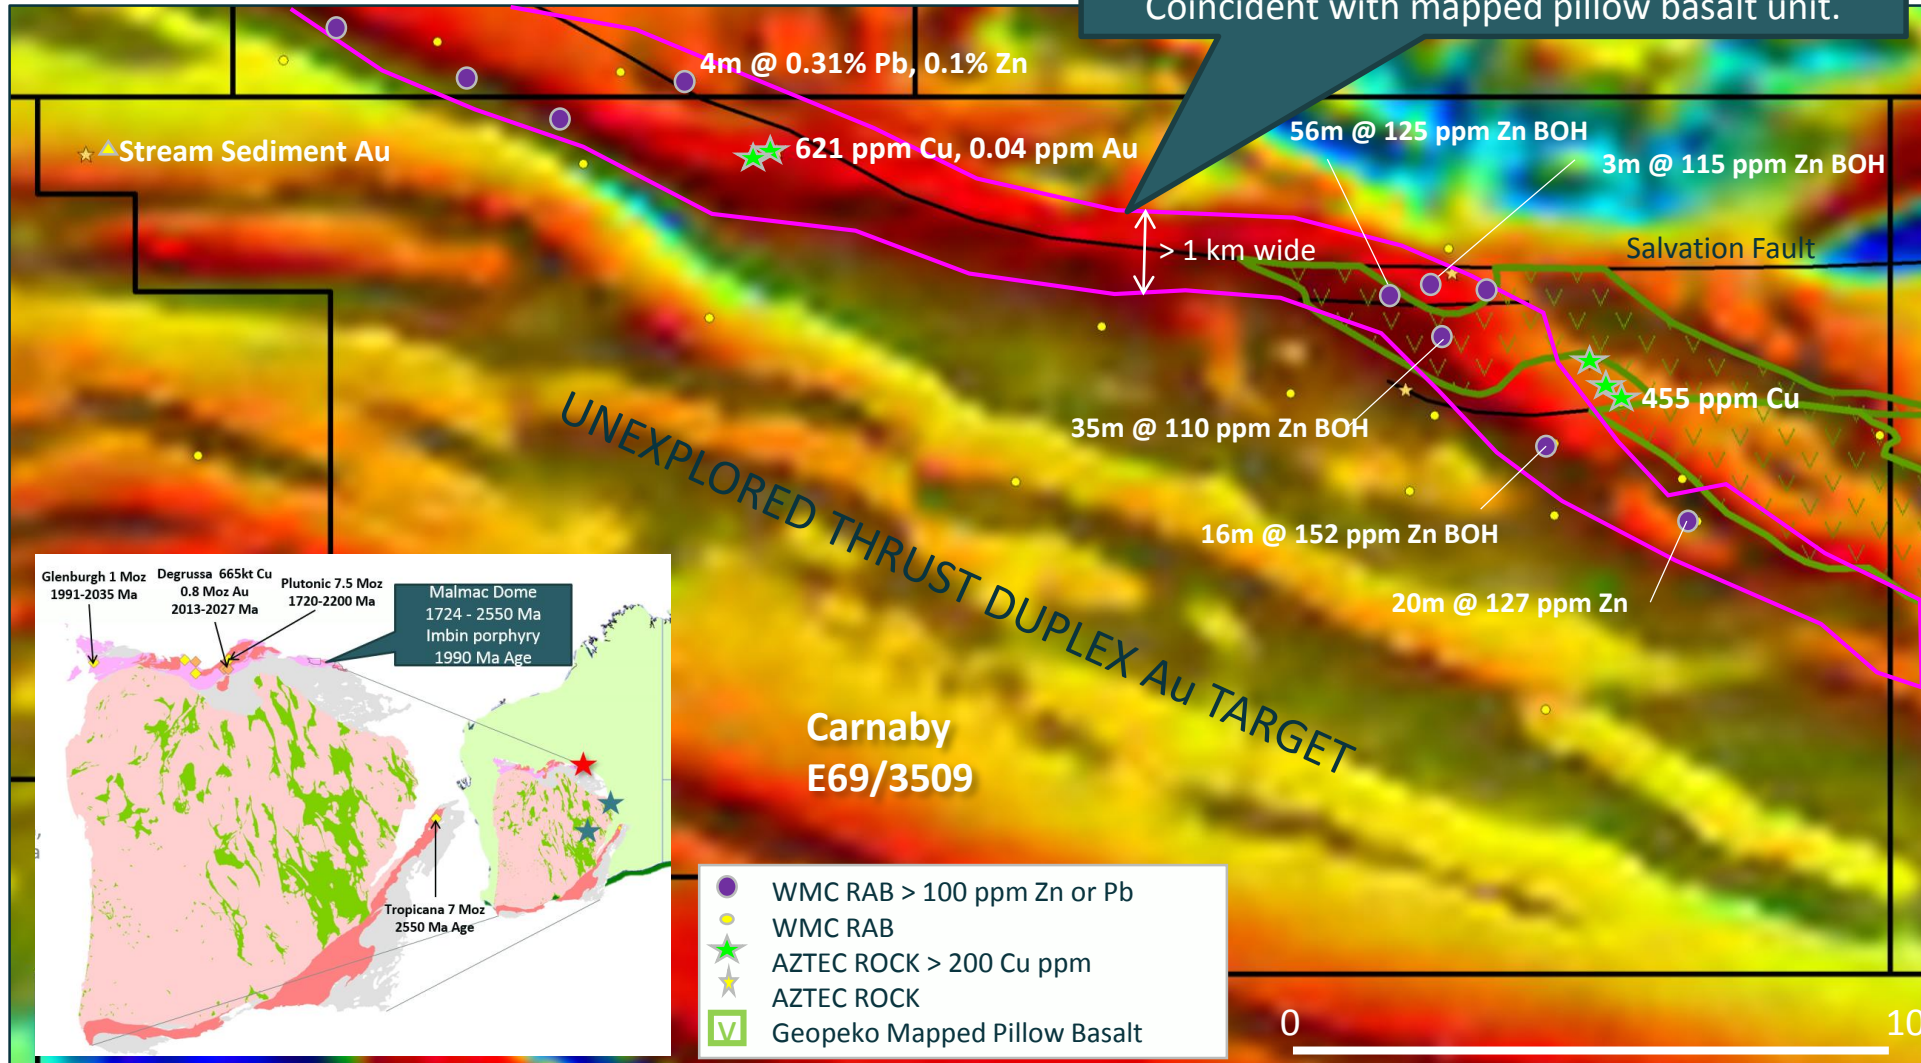 Coincident with mapped pillow basalt unit.
4m @ 0.31% Pb, 0.1% Zn
Stream Sediment Au
621 ppm Cu, 0.04 ppm Au
56m @ 125 ppm Zn BOH
3m @ 115 ppm Zn BOH
> 1 km wide
Salvation Fault
455 ppm Cu
35m @ 110 ppm Zn BOH
16m @ 152 ppm Zn BOH
20m @ 127 ppm Zn
UNEXPLORED THRUST DUPLEX Au TARGET
Carnaby
E69/3509
Glenburgh 1 Moz
1991-2035 Ma
Degrussa 665kt Cu
0.8 Moz Au
2013-2027 Ma
Plutonic 7.5 Moz
1720-2200 Ma
Malmac Dome
1724 - 2550 Ma
Imbin porphyry
1990 Ma Age
Tropicana 7 Moz
2550 Ma Age
WMC RAB > 100 ppm Zn or Pb
WMC RAB
AZTEC ROCK > 200 Cu ppm
AZTEC ROCK
V Geopeko Mapped Pillow Basalt
0 10